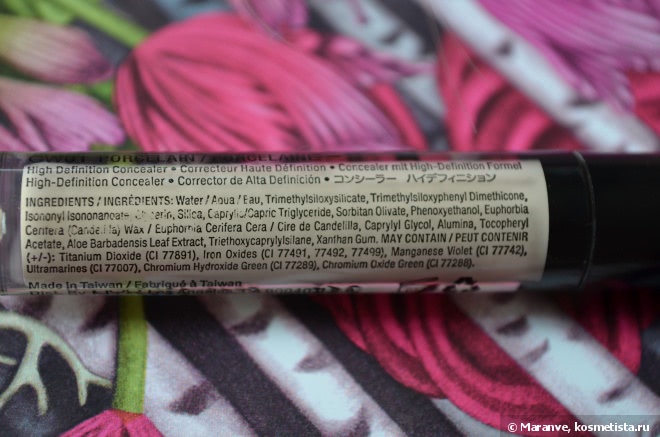 CW01 PORCELAIN / PORCELAINE
High Definition Concealer • Correcteur Haute Définition • Concealer mit High-Definition Formel
High-Definition Concealer • Corrector de Alta Definición • コンシーラー ハイデフィニション
INGREDIENTS / INGRÉDIENTS: Water / Aqua / Eau, Trimethylsiloxysilicate, Trimethylsiloxyphenyl Dimethicone,
Isononyl Isononanoate, Glycerin, Silica, Caprylic/Capric Triglyceride, Sorbitan Olivate, Phenoxyethanol, Euphorbia
Cerifera (Candelilla) Wax / Euphorbia Cerifera Cera / Cire de Candelilla, Caprylyl Glycol, Alumina, Tocopheryl
Acetate, Aloe Barbadensis Leaf Extract, Triethoxycaprylylsilane, Xanthan Gum. MAY CONTAIN / PEUT CONTENIR
(+/-): Titanium Dioxide (CI 77891), Iron Oxides (CI 77491, 77492, 77499), Manganese Violet (CI 77742),
Ultramarines (CI 77007), Chromium Hydroxide Green (CI 77289), Chromium Oxide Green (CI 77288).
Made in Taiwan / Fabriqué à Taiwan
© Maranve, kosmetista.ru